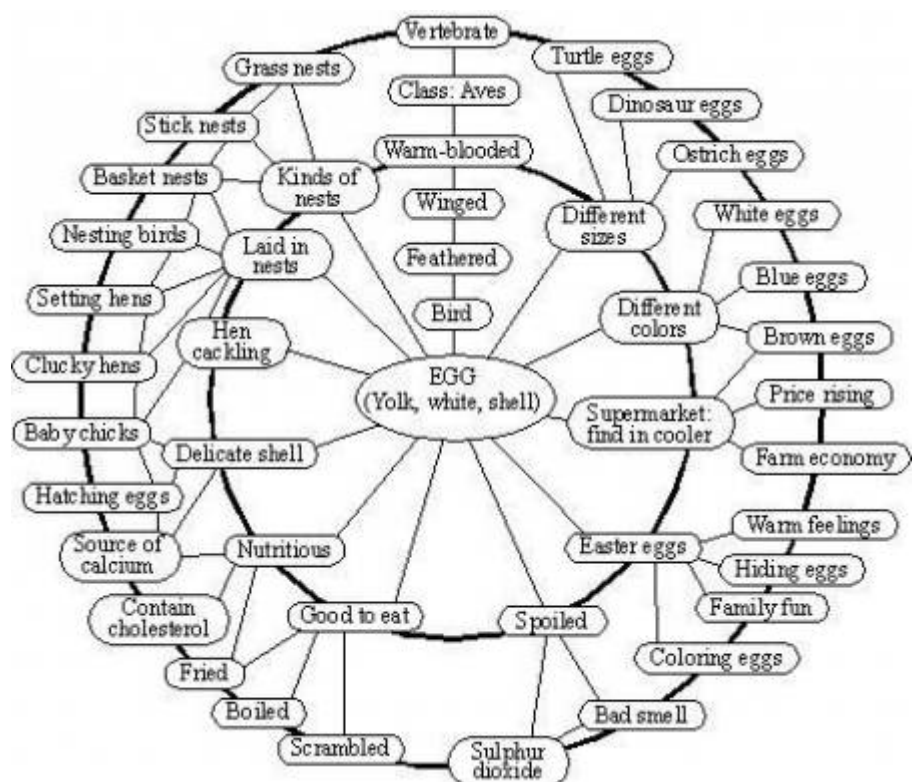 Vertebrate
Grass nests
Turtle eggs
Class: Aves
Dinosaur eggs
Stick nests
Warm-blooded
Ostrich eggs
Basket nests
Kinds of
nests
Winged
Different
sizes
White eggs
Nesting birds
Laid in
nests
Feathered
Blue eggs
Setting hens
Hen
cackling
Bird
Different
colors
Brown eggs
Clucky hens
EGG
(Yolk, white, shell)
Price rising
Supermarket:
find in cooler
Baby chicks
Delicate shell
Farm economy
Hatching eggs
Warm feelings
Source of
calcium
Nutritious
Easter eggs
Hiding eggs
Contain
cholesterol
Good to eat
Spoiled
Family fun
Fried
Coloring eggs
Boiled
Bad smell
Scrambled
Sulphur
dioxide